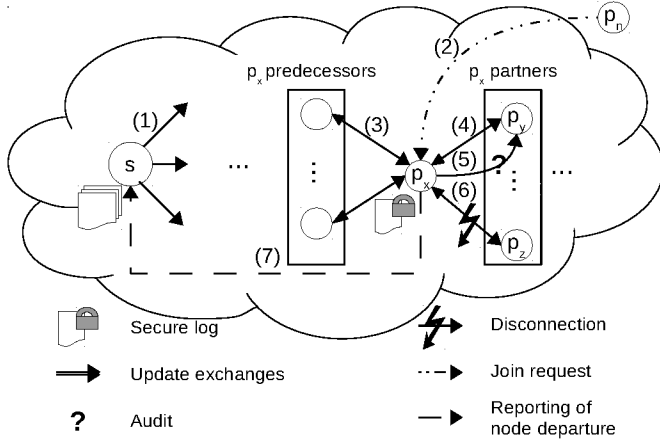 p_n
(2)
p_x predecessors
p_x partners
(1)
(3)
(4)
p_y
s
...
(5)
?
...
p_x
(6)
p_z
(7)
Secure log
Disconnection
Update exchanges
Join request
? Audit
Reporting of
node departure